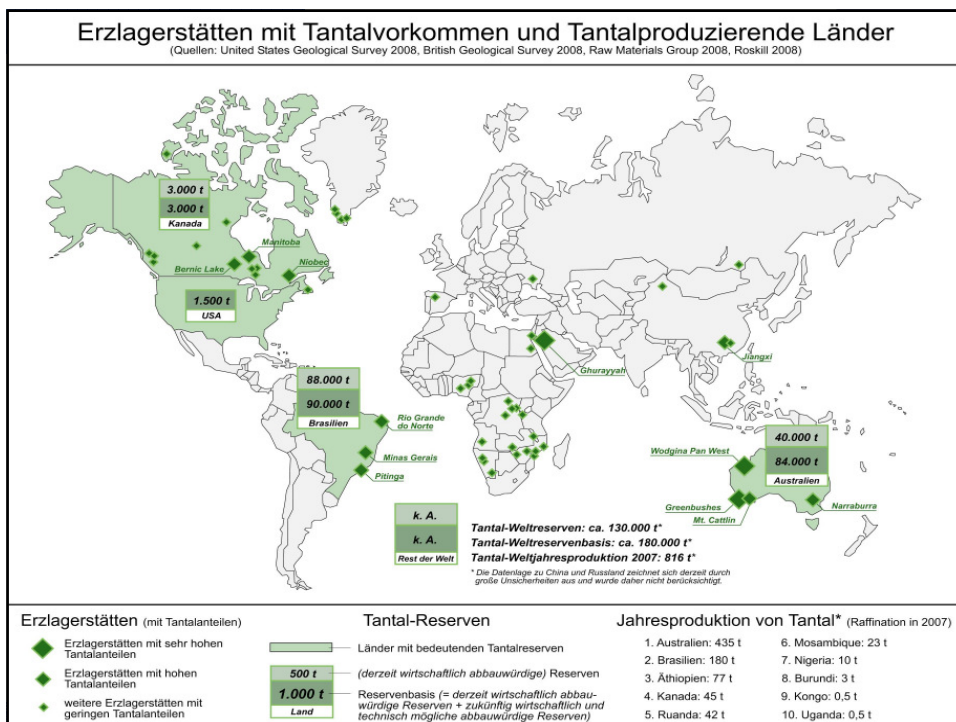 Erzlagerstätten mit Tantalvorkommen und Tantalproduzierende Länder
(Quellen: United States Geological Survey 2008, British Geological Survey 2008, Raw Materials Group 2008, Roskill 2008)
3.000 t
3.000 t
Kanada
Manitoba
Bernic Lake
Niobec
1.500 t
USA
Ghurayyah
Jiangxi
88.000 t
90.000 t
Brasilien
Rio Grande
do Norte
Minas Gerais
Pitinga
40.000 t
84.000 t
Australien
Wodgina Pan West
Greenbushes
Mt. Cattlin
Narraburra
k. A.
k. A.
Rest der Welt
Tantal-Weltreserven: ca. 130.000 t*
Tantal-Weltreservenbasis: ca. 180.000 t*
Tantal-Weltjahresproduktion 2007: 816 t*
* Die Datenlage zu China und Russland zeichnet sich derzeit durch
große Unsicherheiten aus und wurde daher nicht berücksichtigt.
Erzlagerstätten (mit Tantalanteilen)
Erzlagerstätten mit sehr hohen
Tantalanteilen
Erzlagerstätten mit hohen
Tantalanteilen
weitere Erzlagerstätten mit
geringen Tantalanteilen
Tantal-Reserven
Länder mit bedeutenden Tantalreserven
500 t
(derzeit wirtschaftlich abbauwürdige) Reserven
1.000 t
Land
Reservenbasis (= derzeit wirtschaftlich abbau-
würdige Reserven + zukünftig wirtschaftlich und
technisch mögliche abbauwürdige Reserven)
Jahresproduktion von Tantal* (Raffination in 2007)
1. Australien: 435 t
2. Brasilien: 180 t
3. Äthiopien: 77 t
4. Kanada: 45 t
5. Ruanda: 42 t
6. Mosambique: 23 t
7. Nigeria: 10 t
8. Burundi: 3 t
9. Kongo: 0,5 t
10. Uganda: 0,5 t